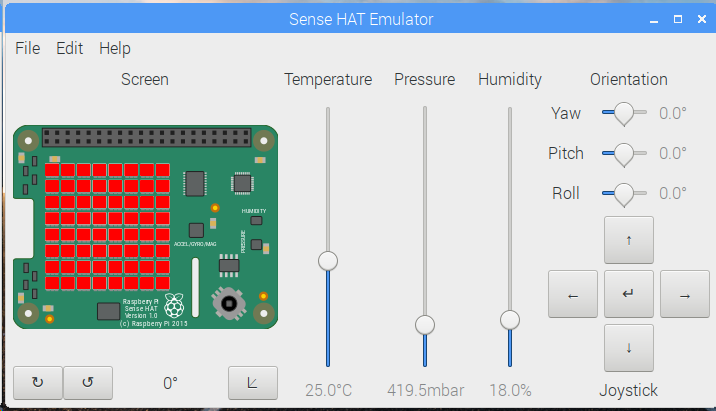 Sense HAT Emulator
File Edit Help
Screen Temperature Pressure Humidity Orientation
Yaw 0.0°
Pitch 0.0°
Roll 0.0°
HUMIDITY
PRESSURE
ACCEL/GYRO/MAG
Raspberry Pi
Sense HAT
Version 1.0
(c) Raspberry Pi 2015
↑
← ↵ →
↓
↻ ↺ 0° 25.0°C 419.5mbar 18.0% Joystick